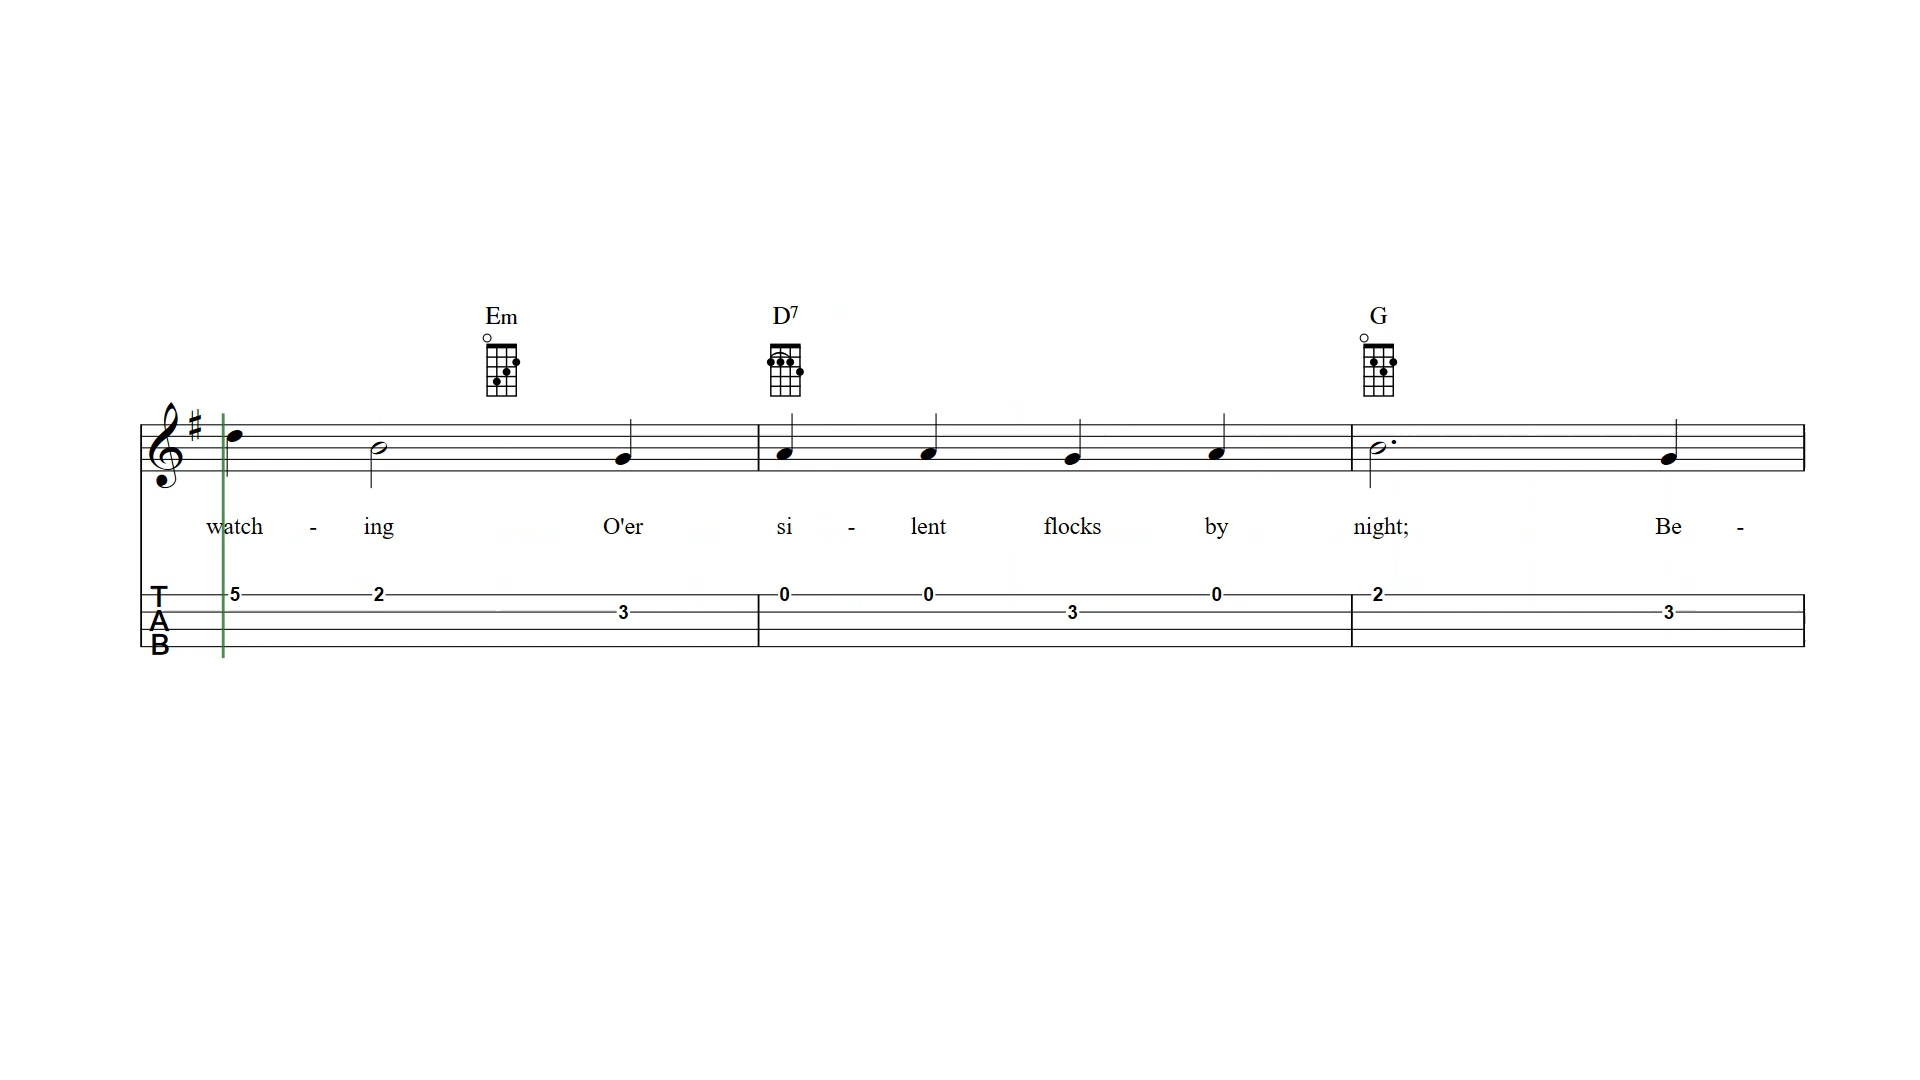 Em D7 G
watch - ing O'er si - lent flocks by night; Be -
T 5 2 0 0 0 2
A 3 3 3
B